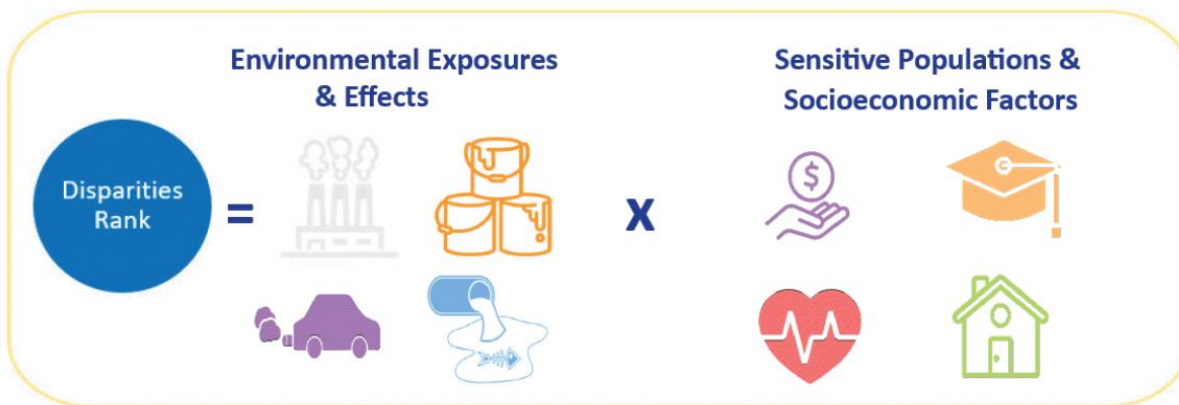 Environmental Exposures
& Effects
Sensitive Populations &
Socioeconomic Factors
Disparities
Rank
=
x
$